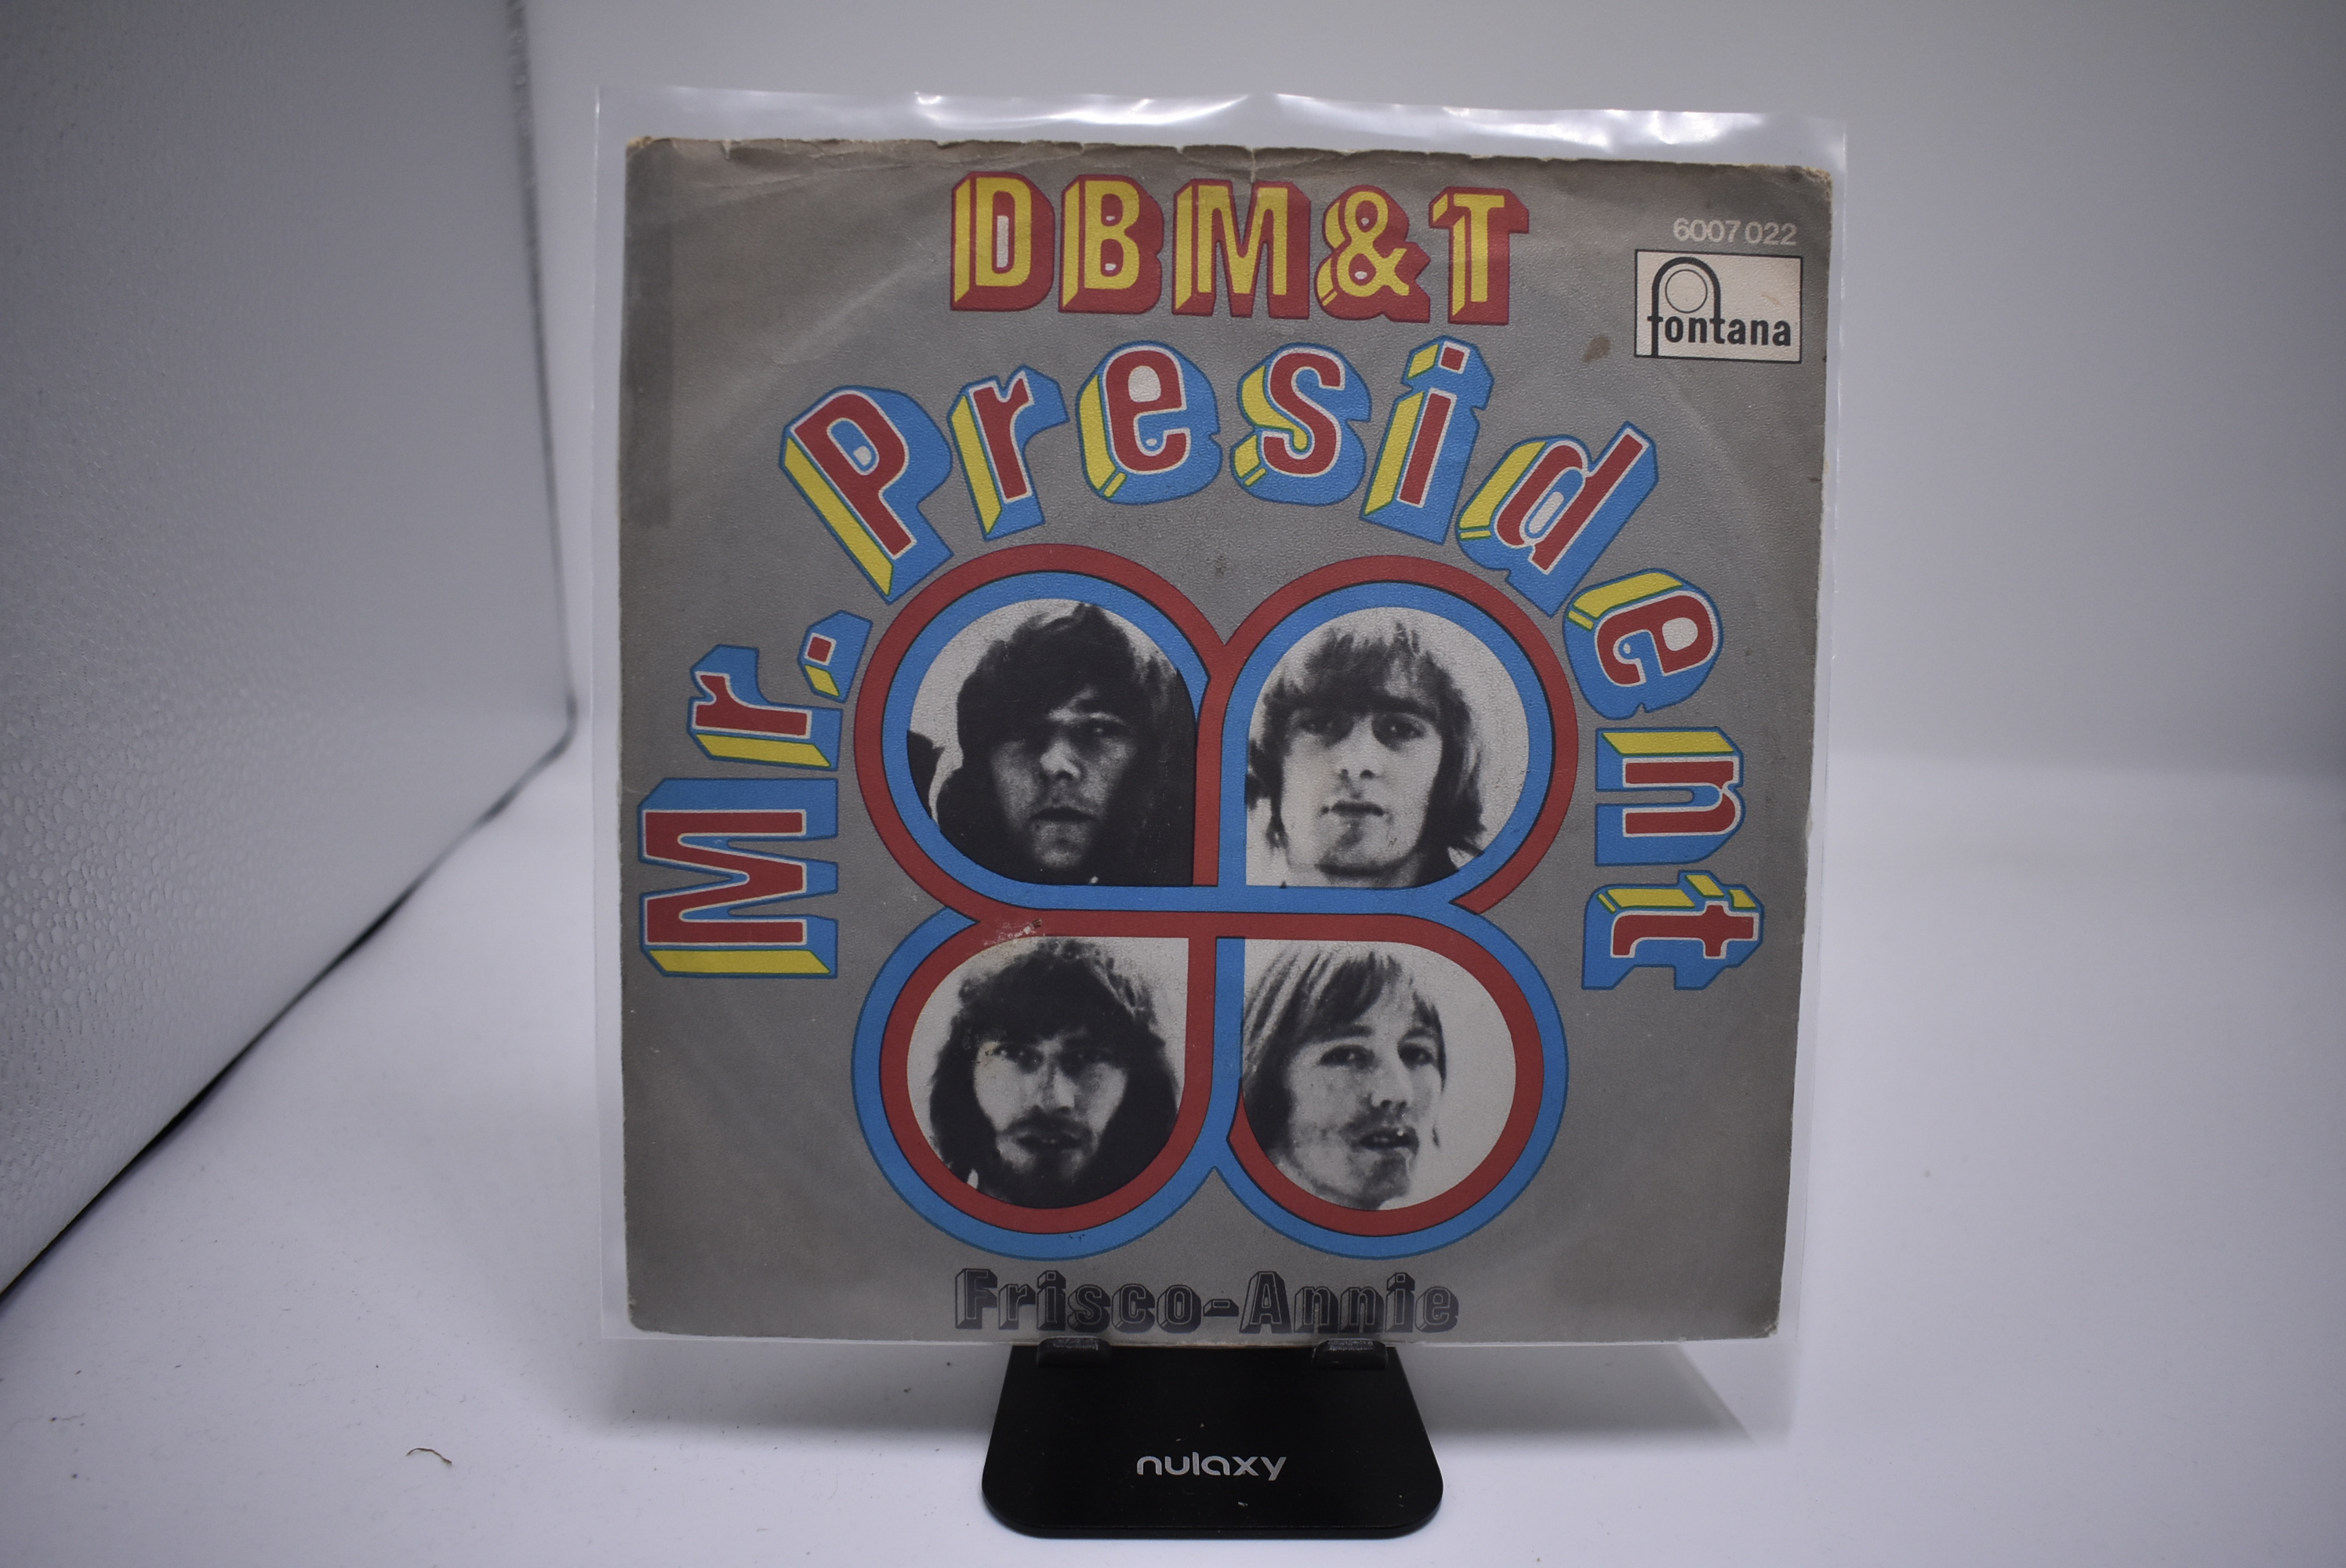 DBM&T
6007 022
fontana
Mr. President
Frisco-Annie
nulaxy